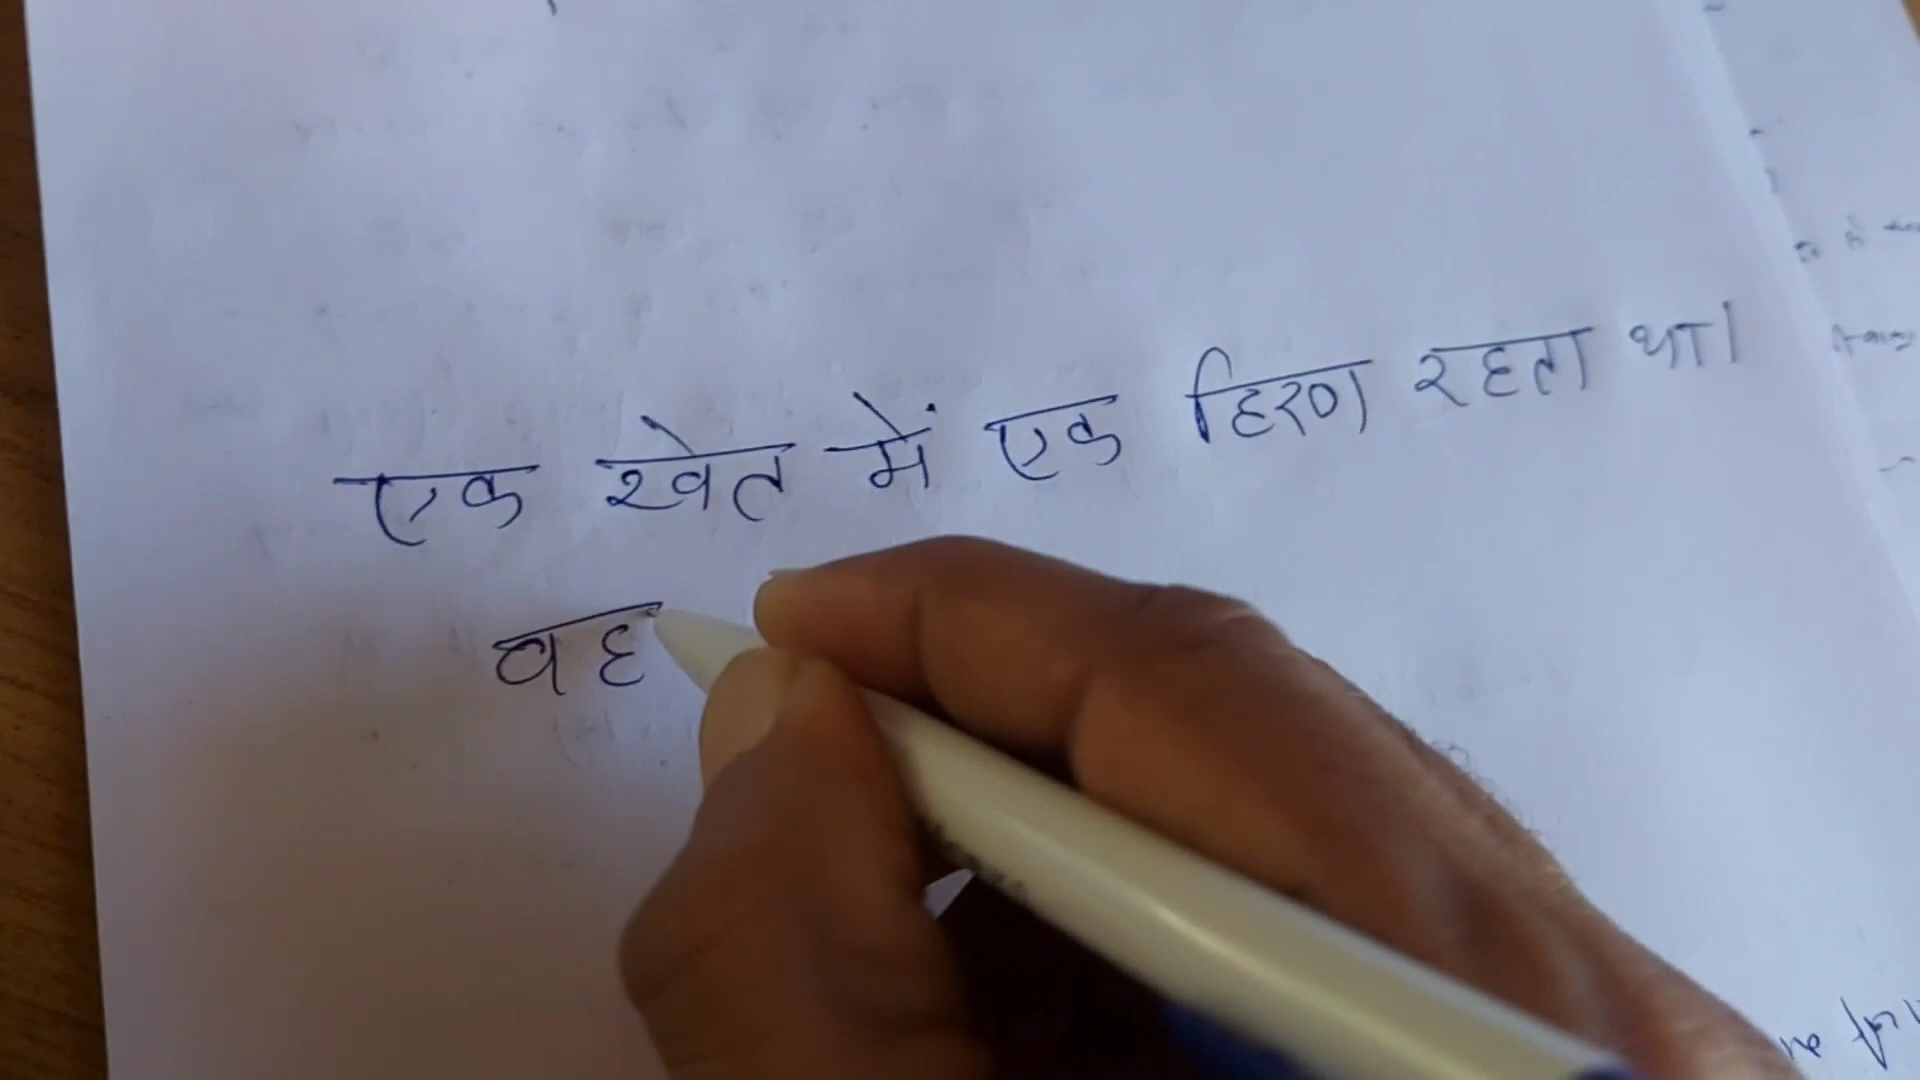 एक खेत में एक हिरण रहता था।
वह